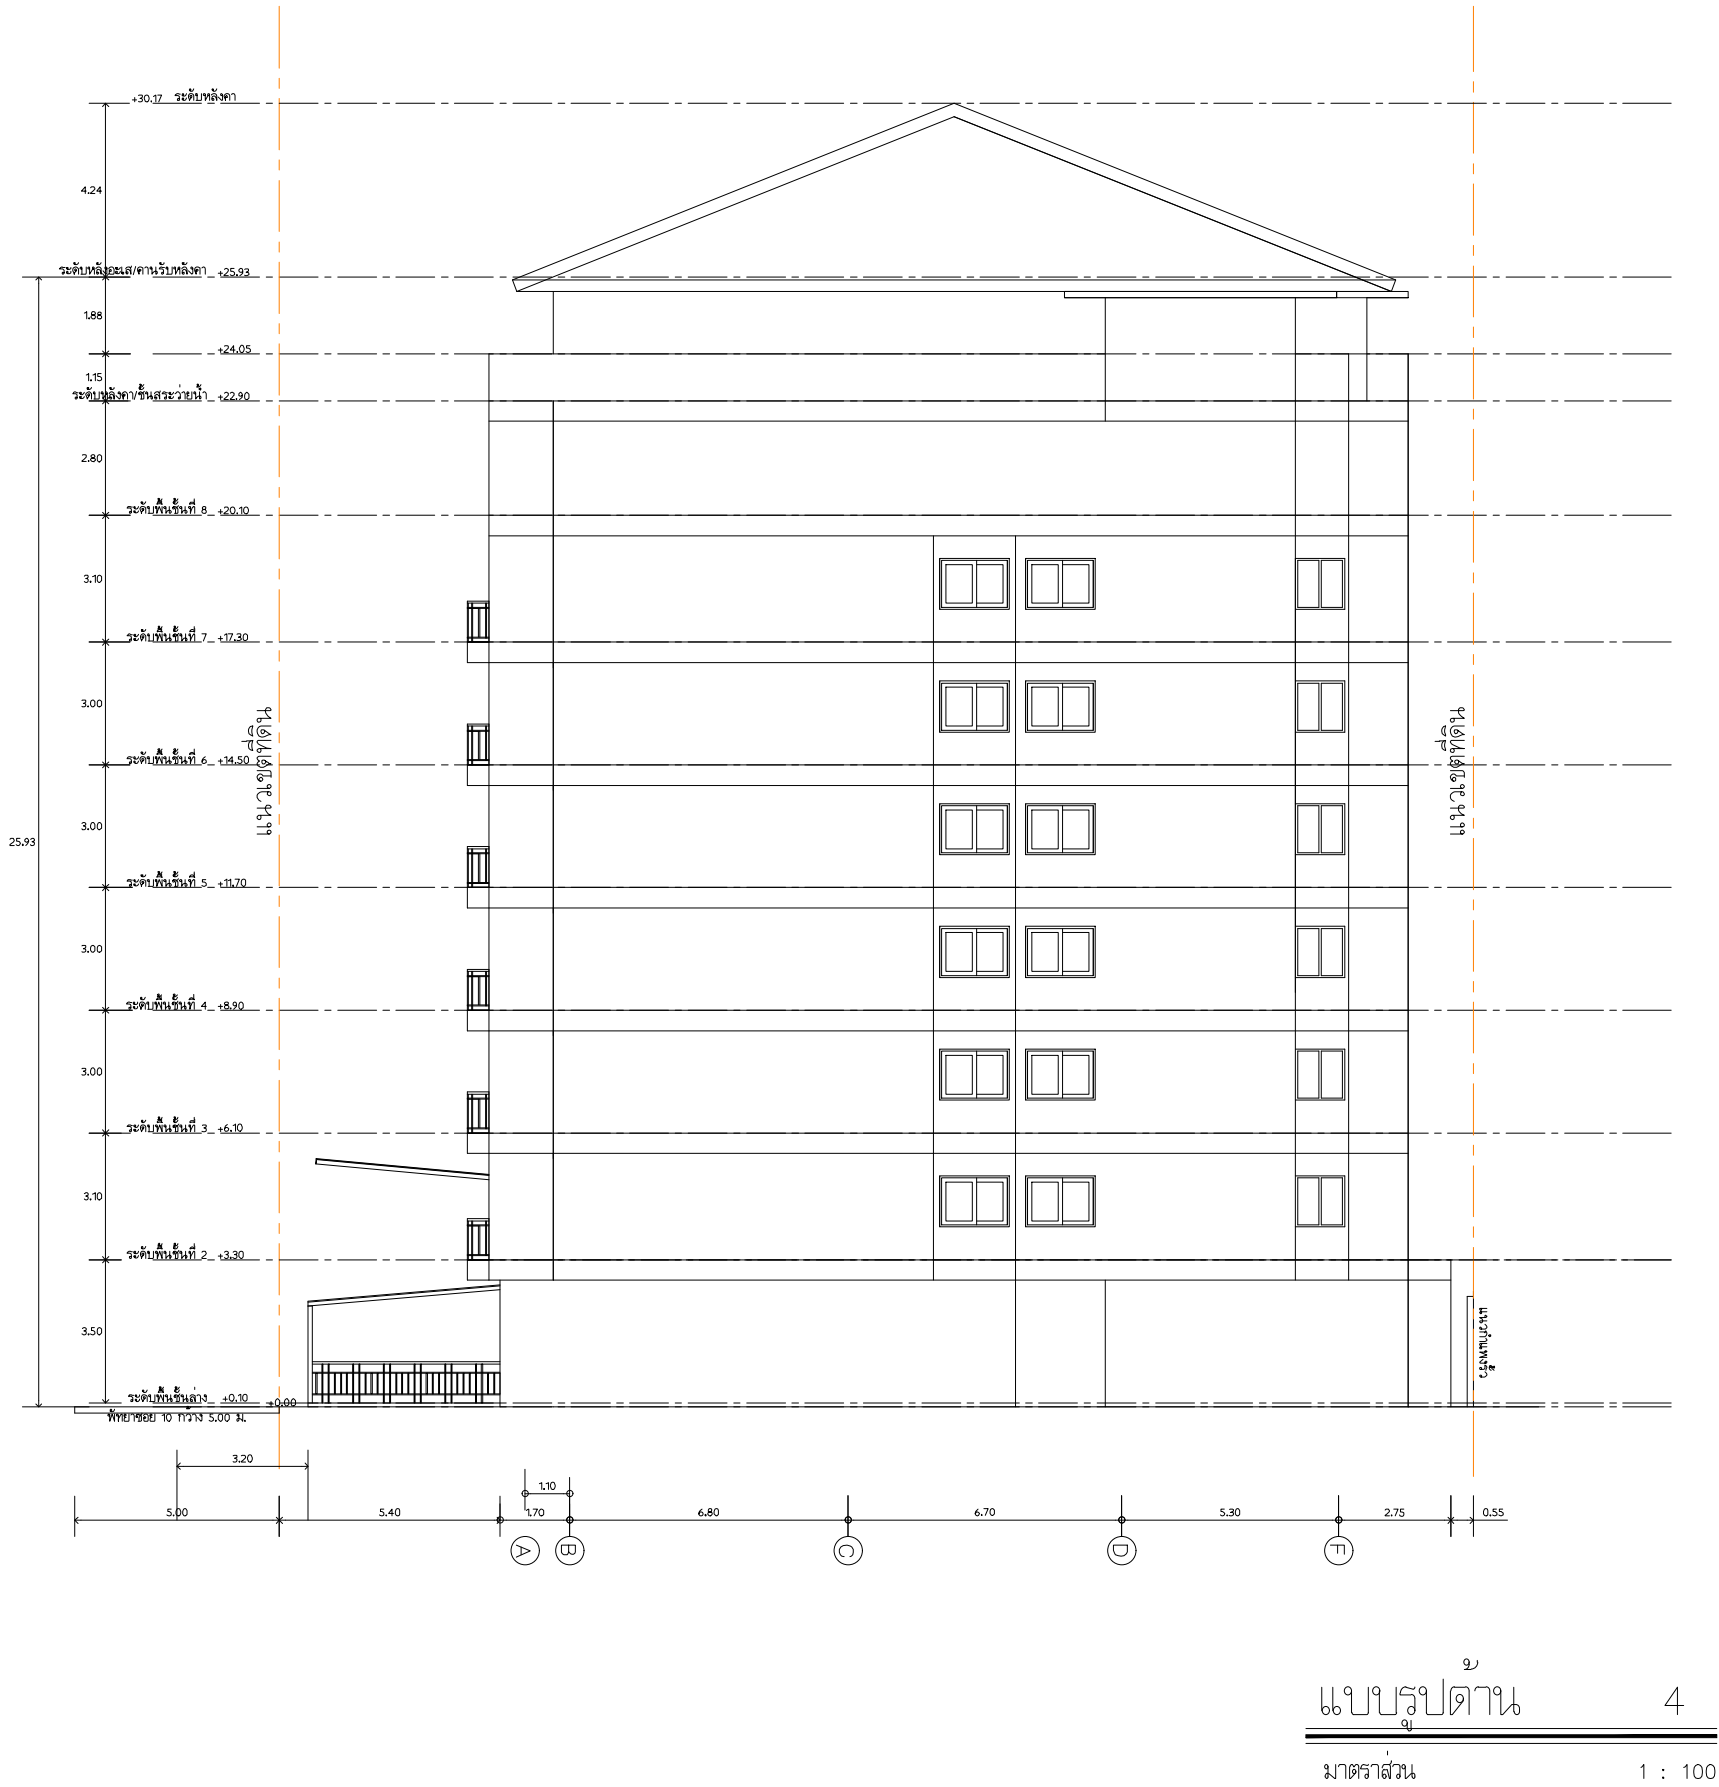 +30.17 ระดับหลังคา
4.24
ระดับหลังอะเส/คานรับหลังคา +25.93
1.88
+24.05
1.15
ระดับหลังคา/ชั้นสระว่ายน้ำ +22.90
2.80
ระดับพื้นชั้นที่ 8 +20.10
3.10
ระดับพื้นชั้นที่ 7 +17.30
3.00
ระดับพื้นชั้นที่ 6 +14.50
แนวเขตที่ดิน
แนวเขตที่ดิน
3.00
25.93
ระดับพื้นชั้นที่ 5 +11.70
3.00
ระดับพื้นชั้นที่ 4 +8.90
3.00
ระดับพื้นชั้นที่ 3 +6.10
3.10
ระดับพื้นชั้นที่ 2 +3.30
3.50
แนวกำแพงรั้ว
ระดับพื้นชั้นล่าง +0.10
+0.00
พัทยาซอย 10 กว้าง 5.00 ม.
3.20
1.10
5.00 5.40 1.70 6.80 6.70 5.30 2.75 0.55
A B C D F
แบบรูปด้าน 4
มาตราส่วน 1 : 100